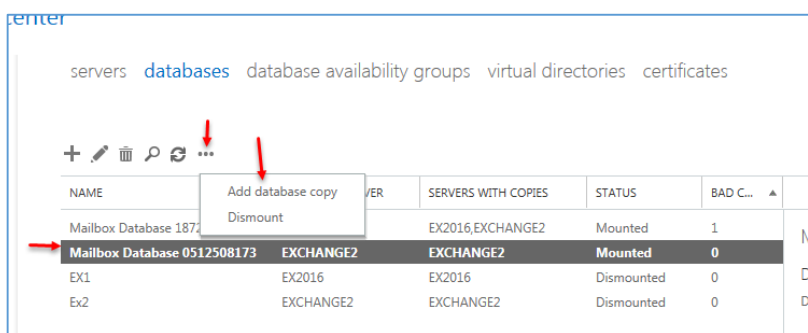 center
servers databases database availability groups virtual directories certificates
Add database copy
Dismount
NAME VER SERVERS WITH COPIES STATUS BAD C...
Mailbox Database 1872 EX2016,EXCHANGE2 Mounted 1
Mailbox Database 0512508173 EXCHANGE2 EXCHANGE2 Mounted 0
EX1 EX2016 EX2016 Dismounted 0
Ex2 EXCHANGE2 EXCHANGE2 Dismounted 0